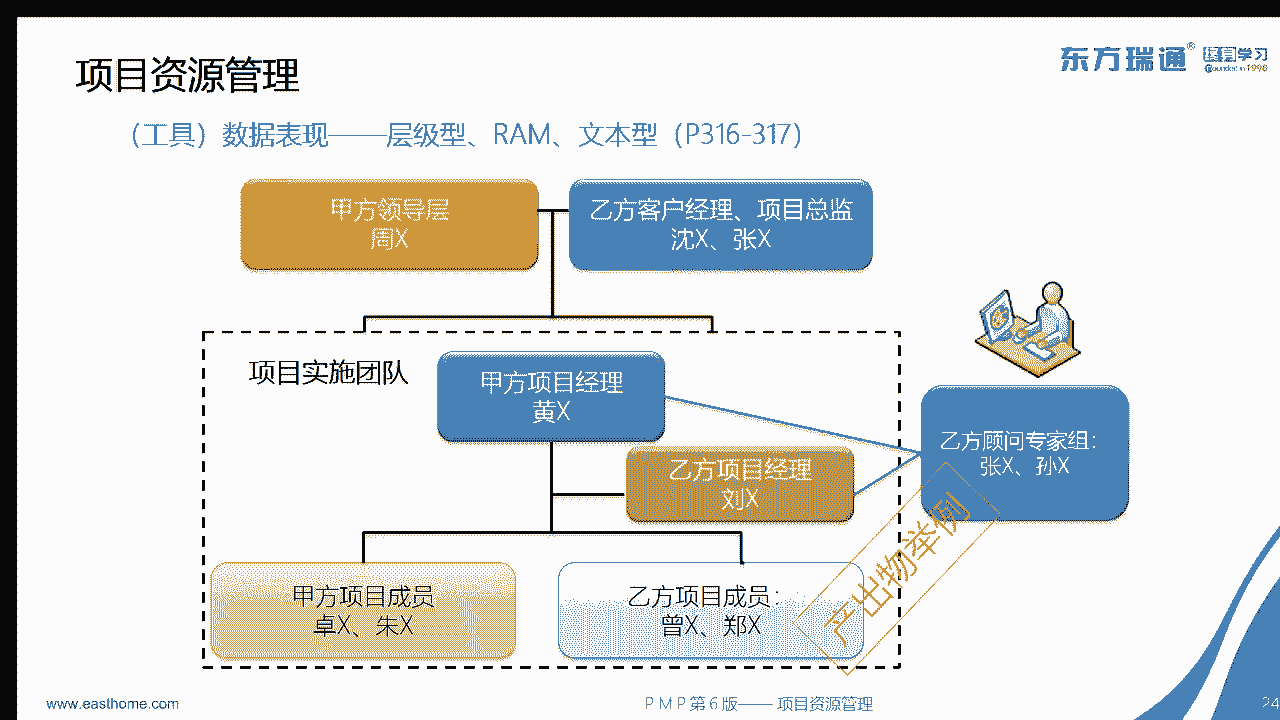 项目资源管理
东方瑞通®
终身学习
Founded in 1998
（工具）数据表现——层级型、RAM、文本型（P316-317）
甲方领导层
周X
乙方客户经理、项目总监
沈X、张X
项目实施团队
甲方项目经理
黄X
乙方项目经理
刘X
乙方顾问专家组：
张X、孙X
甲方项目成员
卓X、朱X
乙方项目成员：
曾X、郑X
产出物举例
www.easthome.com
P M P 第 6 版—— 项目资源管理
24